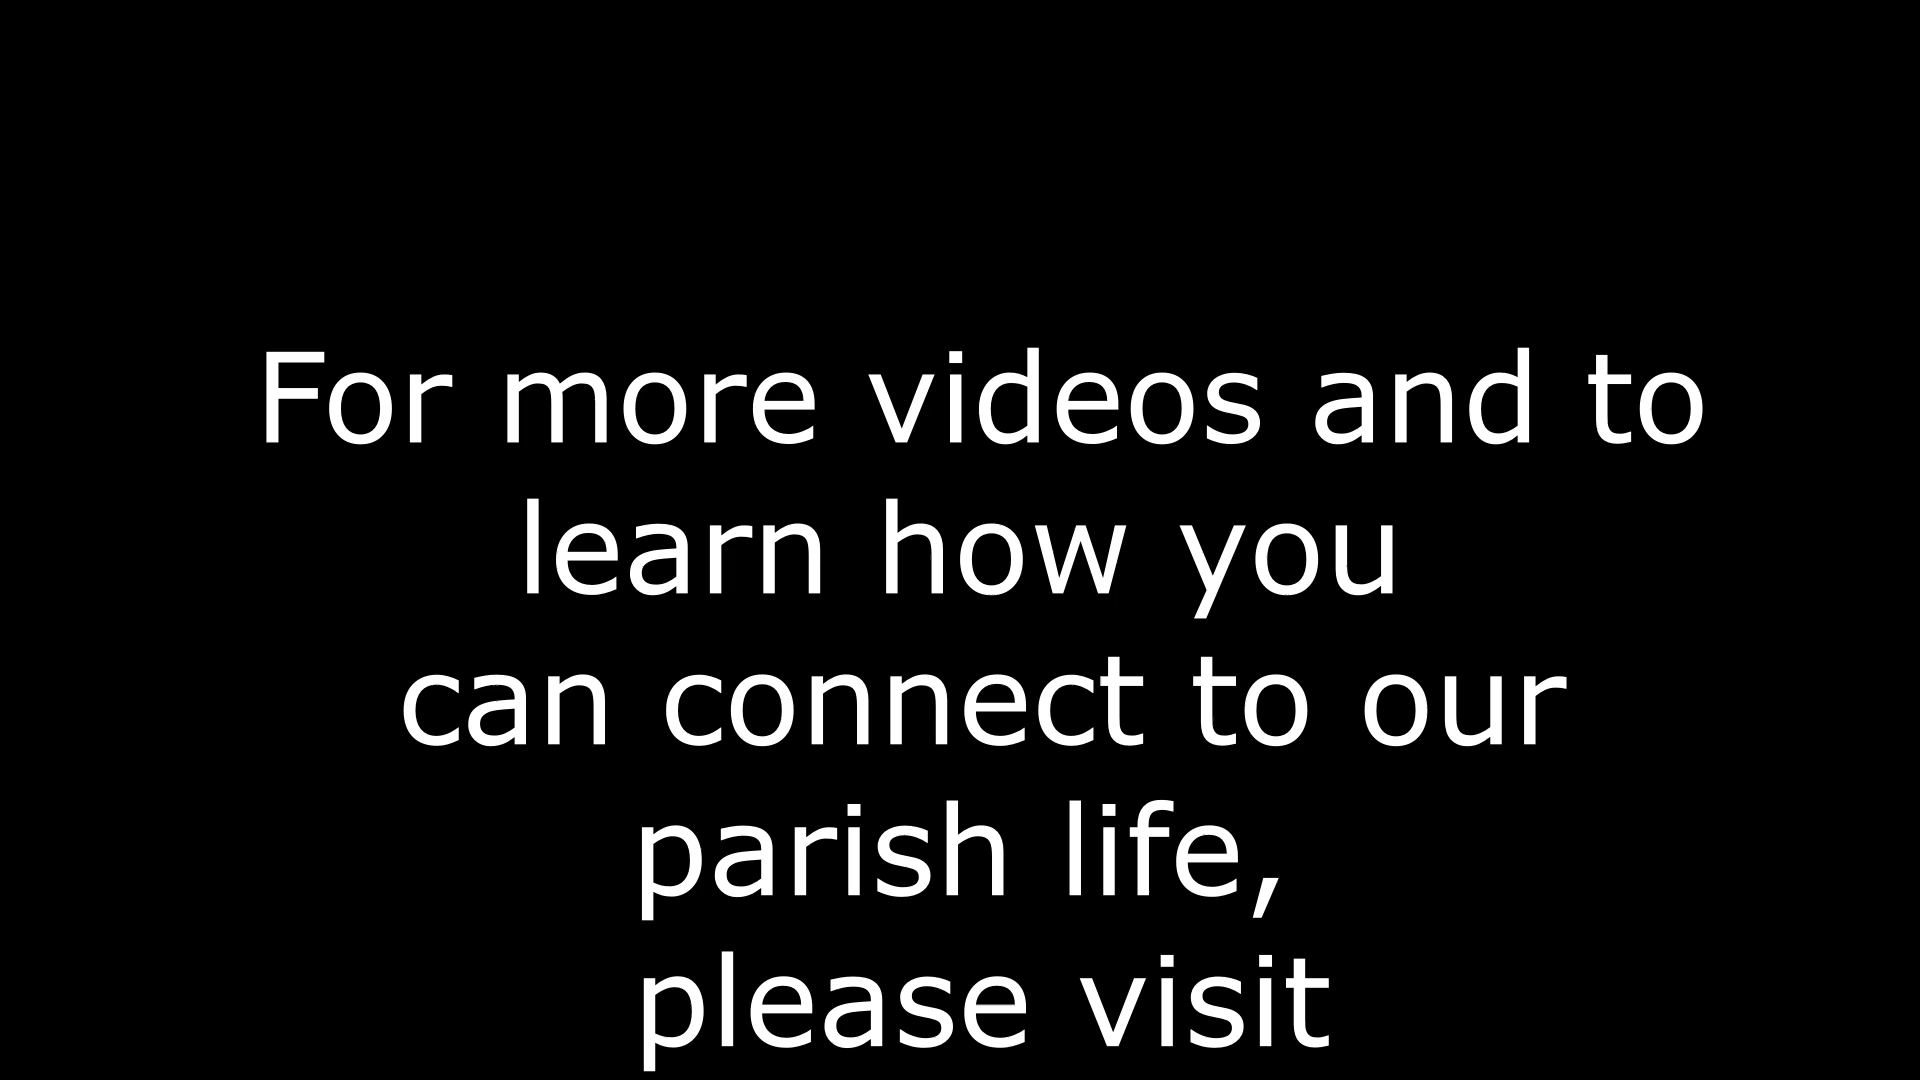 For more videos and to
learn how you
can connect to our
parish life,
please visit